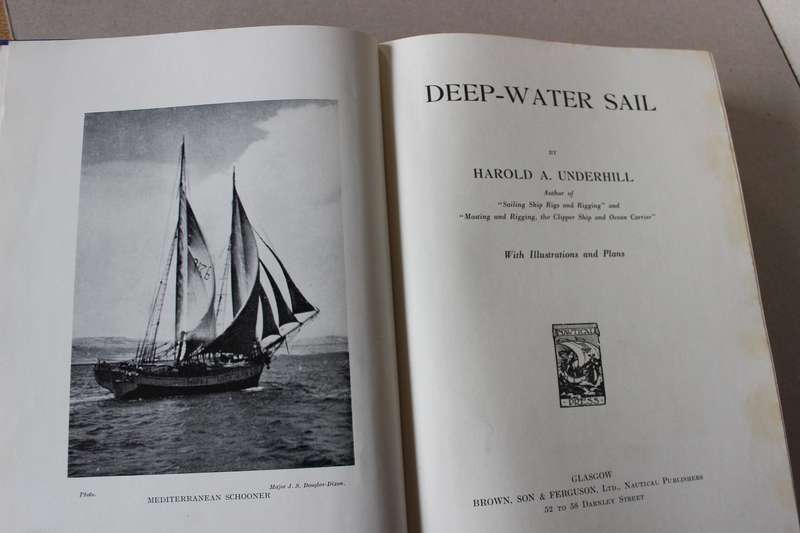 Photo.
Major J. S. Douglas-Dixon.
MEDITERRANEAN SCHOONER
DEEP-WATER SAIL
BY
HAROLD A. UNDERHILL
Author of
"Sailing Ship Rigs and Rigging" and
"Masting and Rigging, the Clipper Ship and Ocean Carrier"
With Illustrations and Plans
PRESS
GLASGOW
BROWN, SON & FERGUSON, LTD., NAUTICAL PUBLISHERS
52 TO 58 DARNLEY STREET